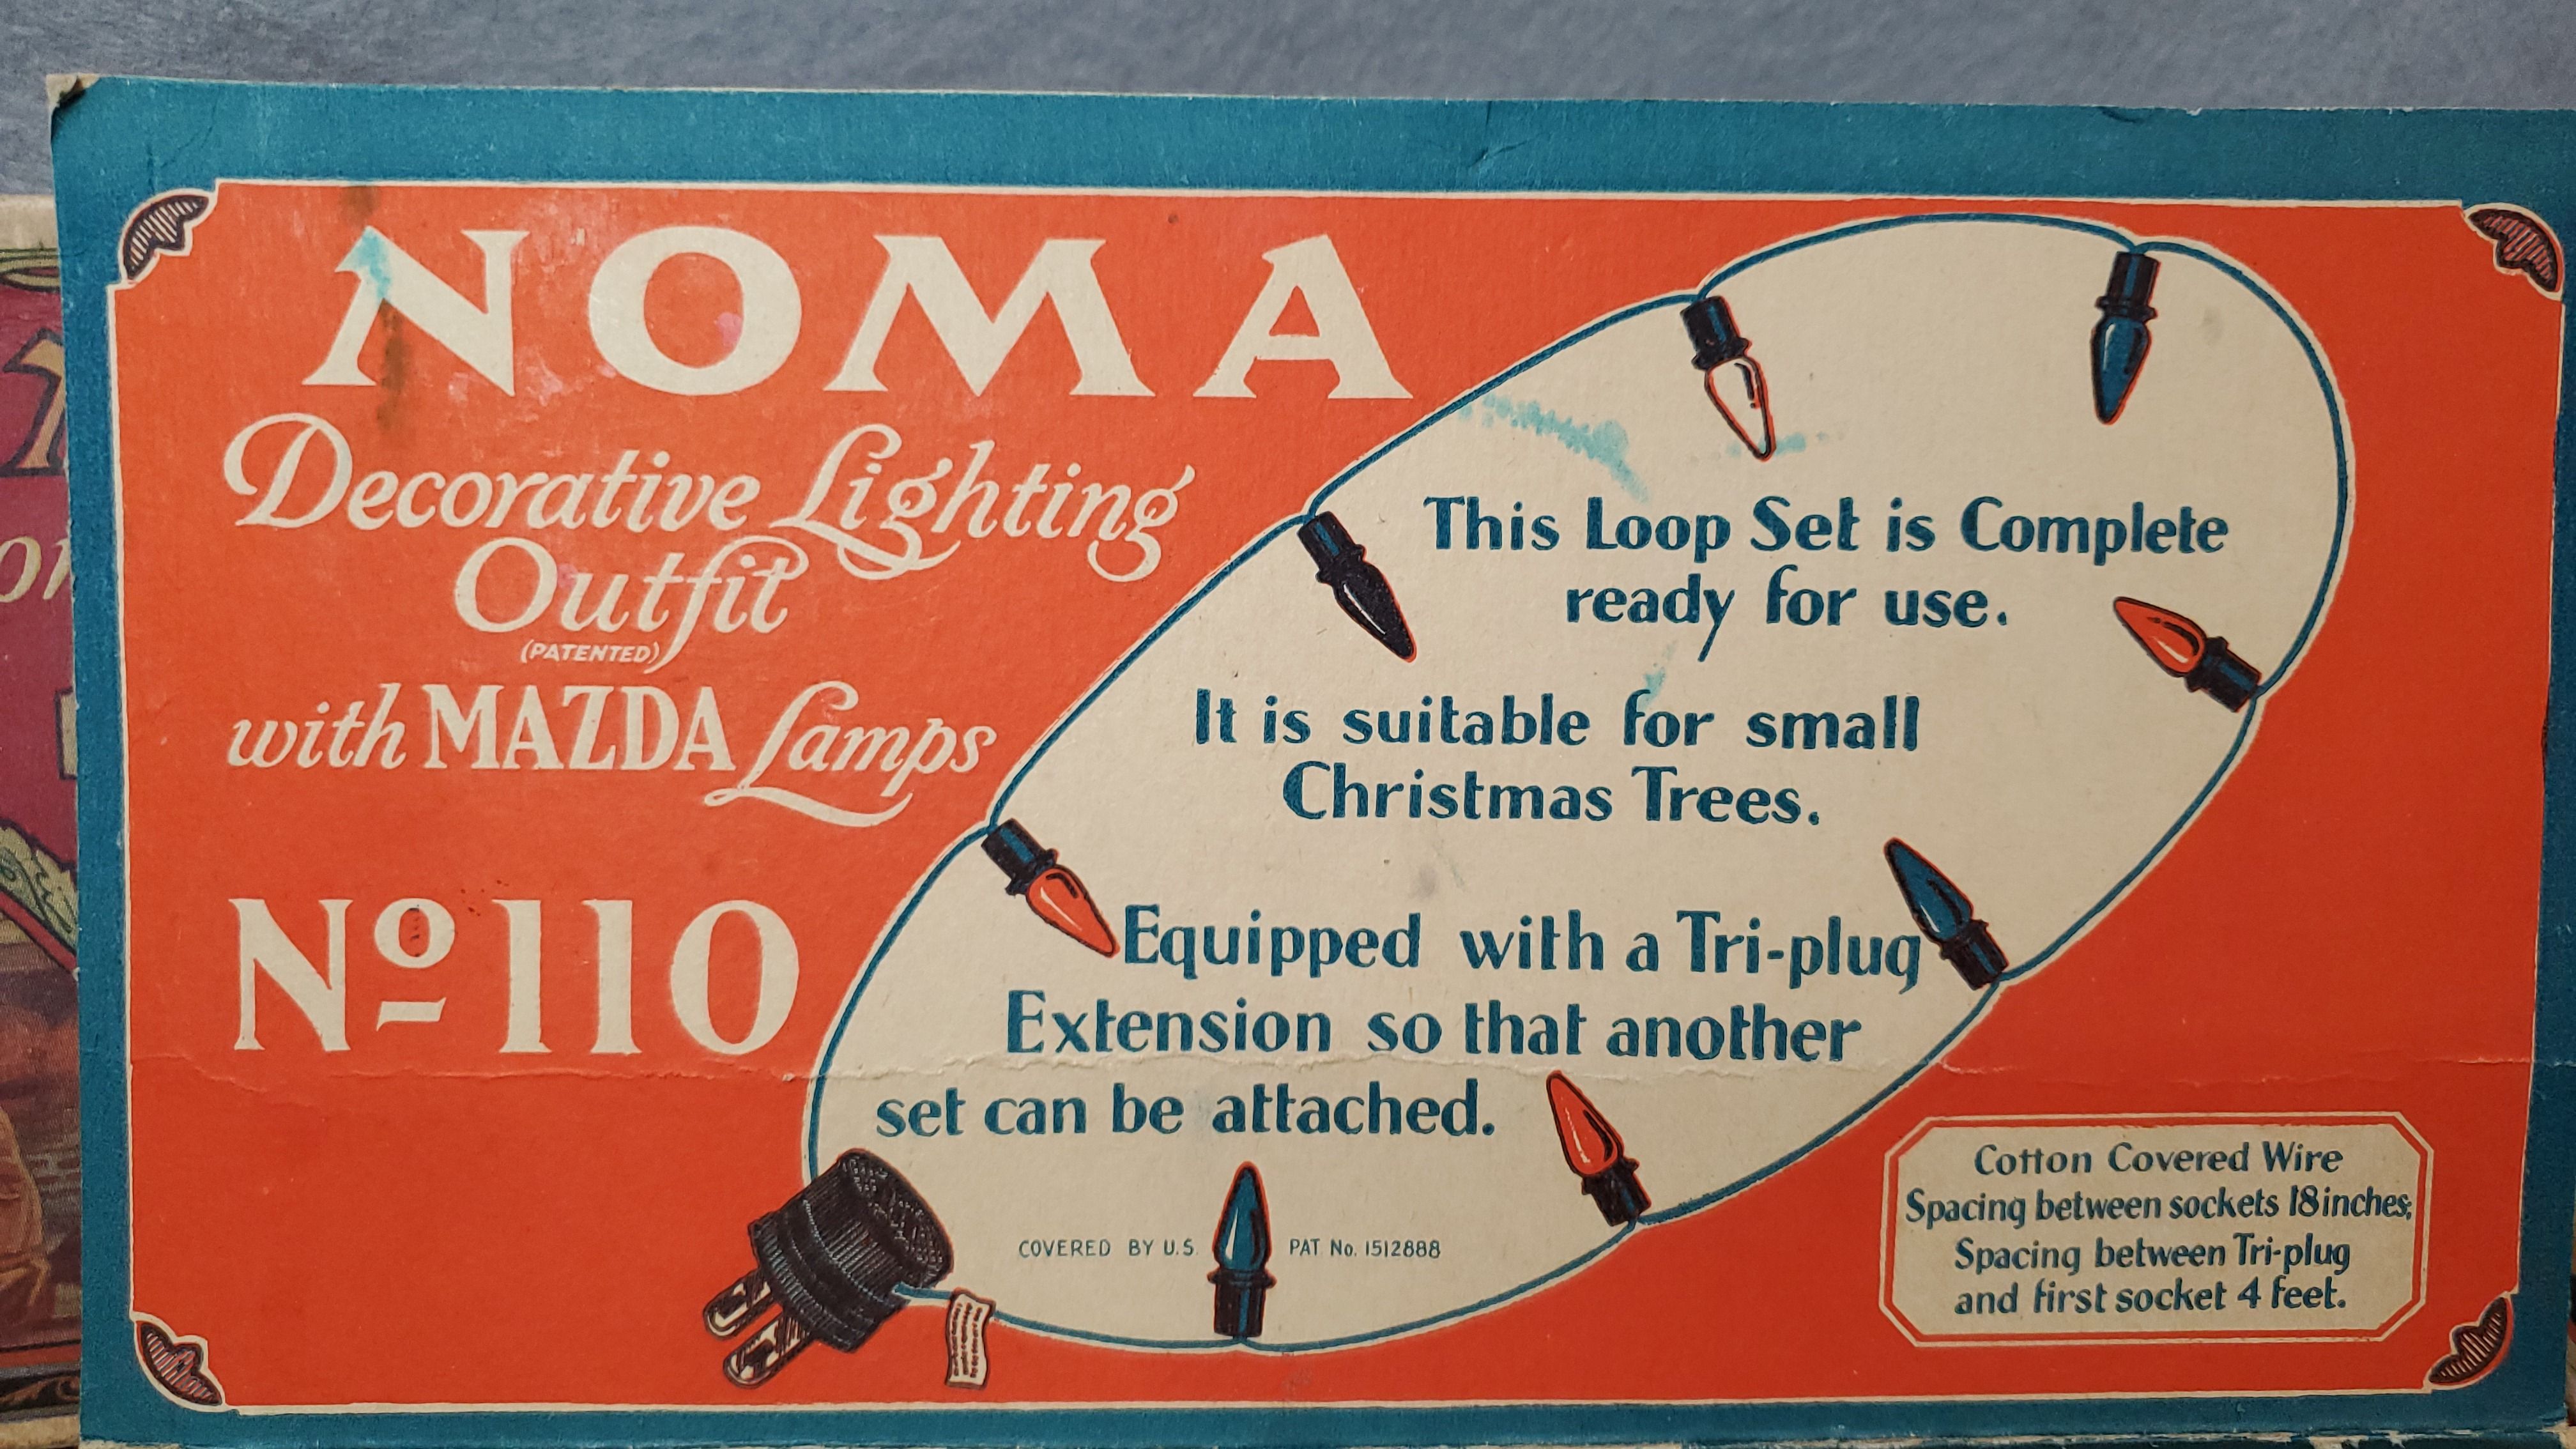 NOMA
Decorative Lighting
Outfit
(PATENTED)
with MAZDA Lamps
Nº 110
This Loop Set is Complete
ready for use.
It is suitable for small
Christmas Trees.
Equipped with a Tri-plug
Extension so that another
set can be attached.
COVERED BY U.S. PAT No. 1512888
Cotton Covered Wire
Spacing between sockets 18 inches;
Spacing between Tri-plug
and first socket 4 feet.